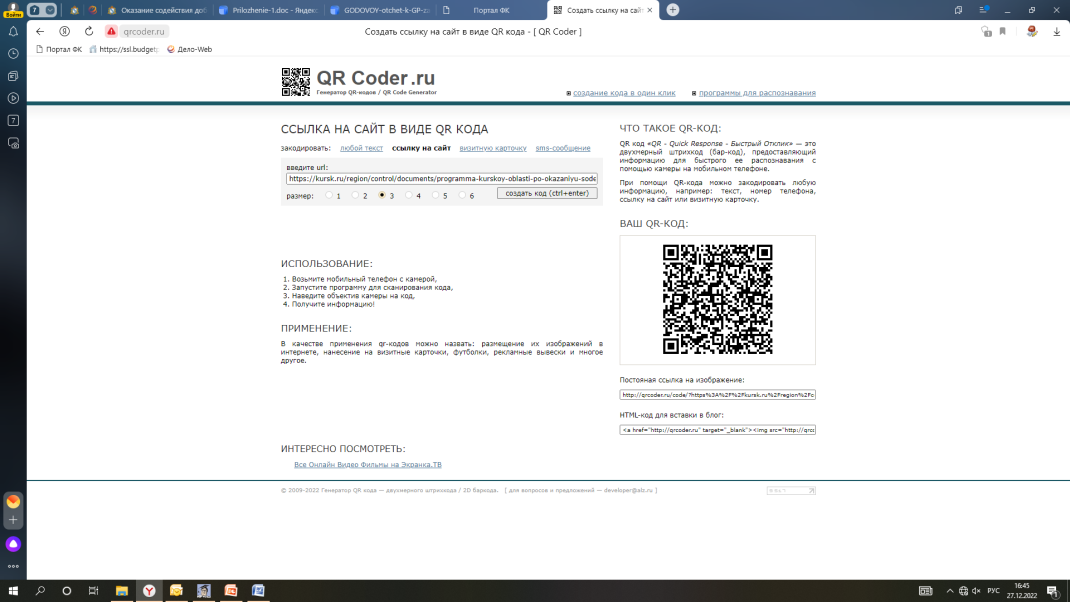 Войти
7
Оказание содействия доб
Prilozhenie-1.doc - Яндекс
GODOVOY-otchet-k-GP-za
Портал ФК
Создать ссылку на сайт
qrcoder.ru
Создать ссылку на сайт в виде QR кода - [ QR Coder ]
Портал ФК
https://ssl.budgetp
Дело-Web
QR Coder.ru
Генератор QR-кодов / QR Code Generator
создание кода в один клик
программы для распознавания
ССЫЛКА НА САЙТ В ВИДЕ QR КОДА
закодировать: любой текст ссылку на сайт визитную карточку sms-сообщение
введите url:
https://kursk.ru/region/control/documents/programma-kurskoy-oblasti-po-okazaniyu-sode
размер: 1 2 3 4 5 6
создать код (ctrl+enter)
ИСПОЛЬЗОВАНИЕ:
1. Возьмите мобильный телефон с камерой,
2. Запустите программу для сканирования кода,
3. Наведите объектив камеры на код,
4. Получите информацию!
ПРИМЕНЕНИЕ:
В качестве применения qr-кодов можно назвать: размещение их изображений в
интернете, нанесение на визитные карточки, футболки, рекламные вывески и многое
другое.
ИНТЕРЕСНО ПОСМОТРЕТЬ:
Все Онлайн Видео Фильмы на Экранка.ТВ
ЧТО ТАКОЕ QR-КОД:
QR код «QR - Quick Response - Быстрый Отклик» — это
двухмерный штрихкод (бар-код), предоставляющий
информацию для быстрого ее распознавания с
помощью камеры на мобильном телефоне.
При помощи QR-кода можно закодировать любую
информацию, например: текст, номер телефона,
ссылку на сайт или визитную карточку.
ВАШ QR-КОД:
Постоянная ссылка на изображение:
http://qrcoder.ru/code/?https%3A%2F%2Fkursk.ru%2Fregion%2Fc
HTML-код для вставки в блог:
<a href="http://qrcoder.ru" target="_blank"><img src="http://qrcc
© 2009-2022 Генератор QR кода — двухмерного штрихкода / 2D баркода. [ для вопросов и предложений — developer@alz.ru ]
РУС
16:45
27.12.2022